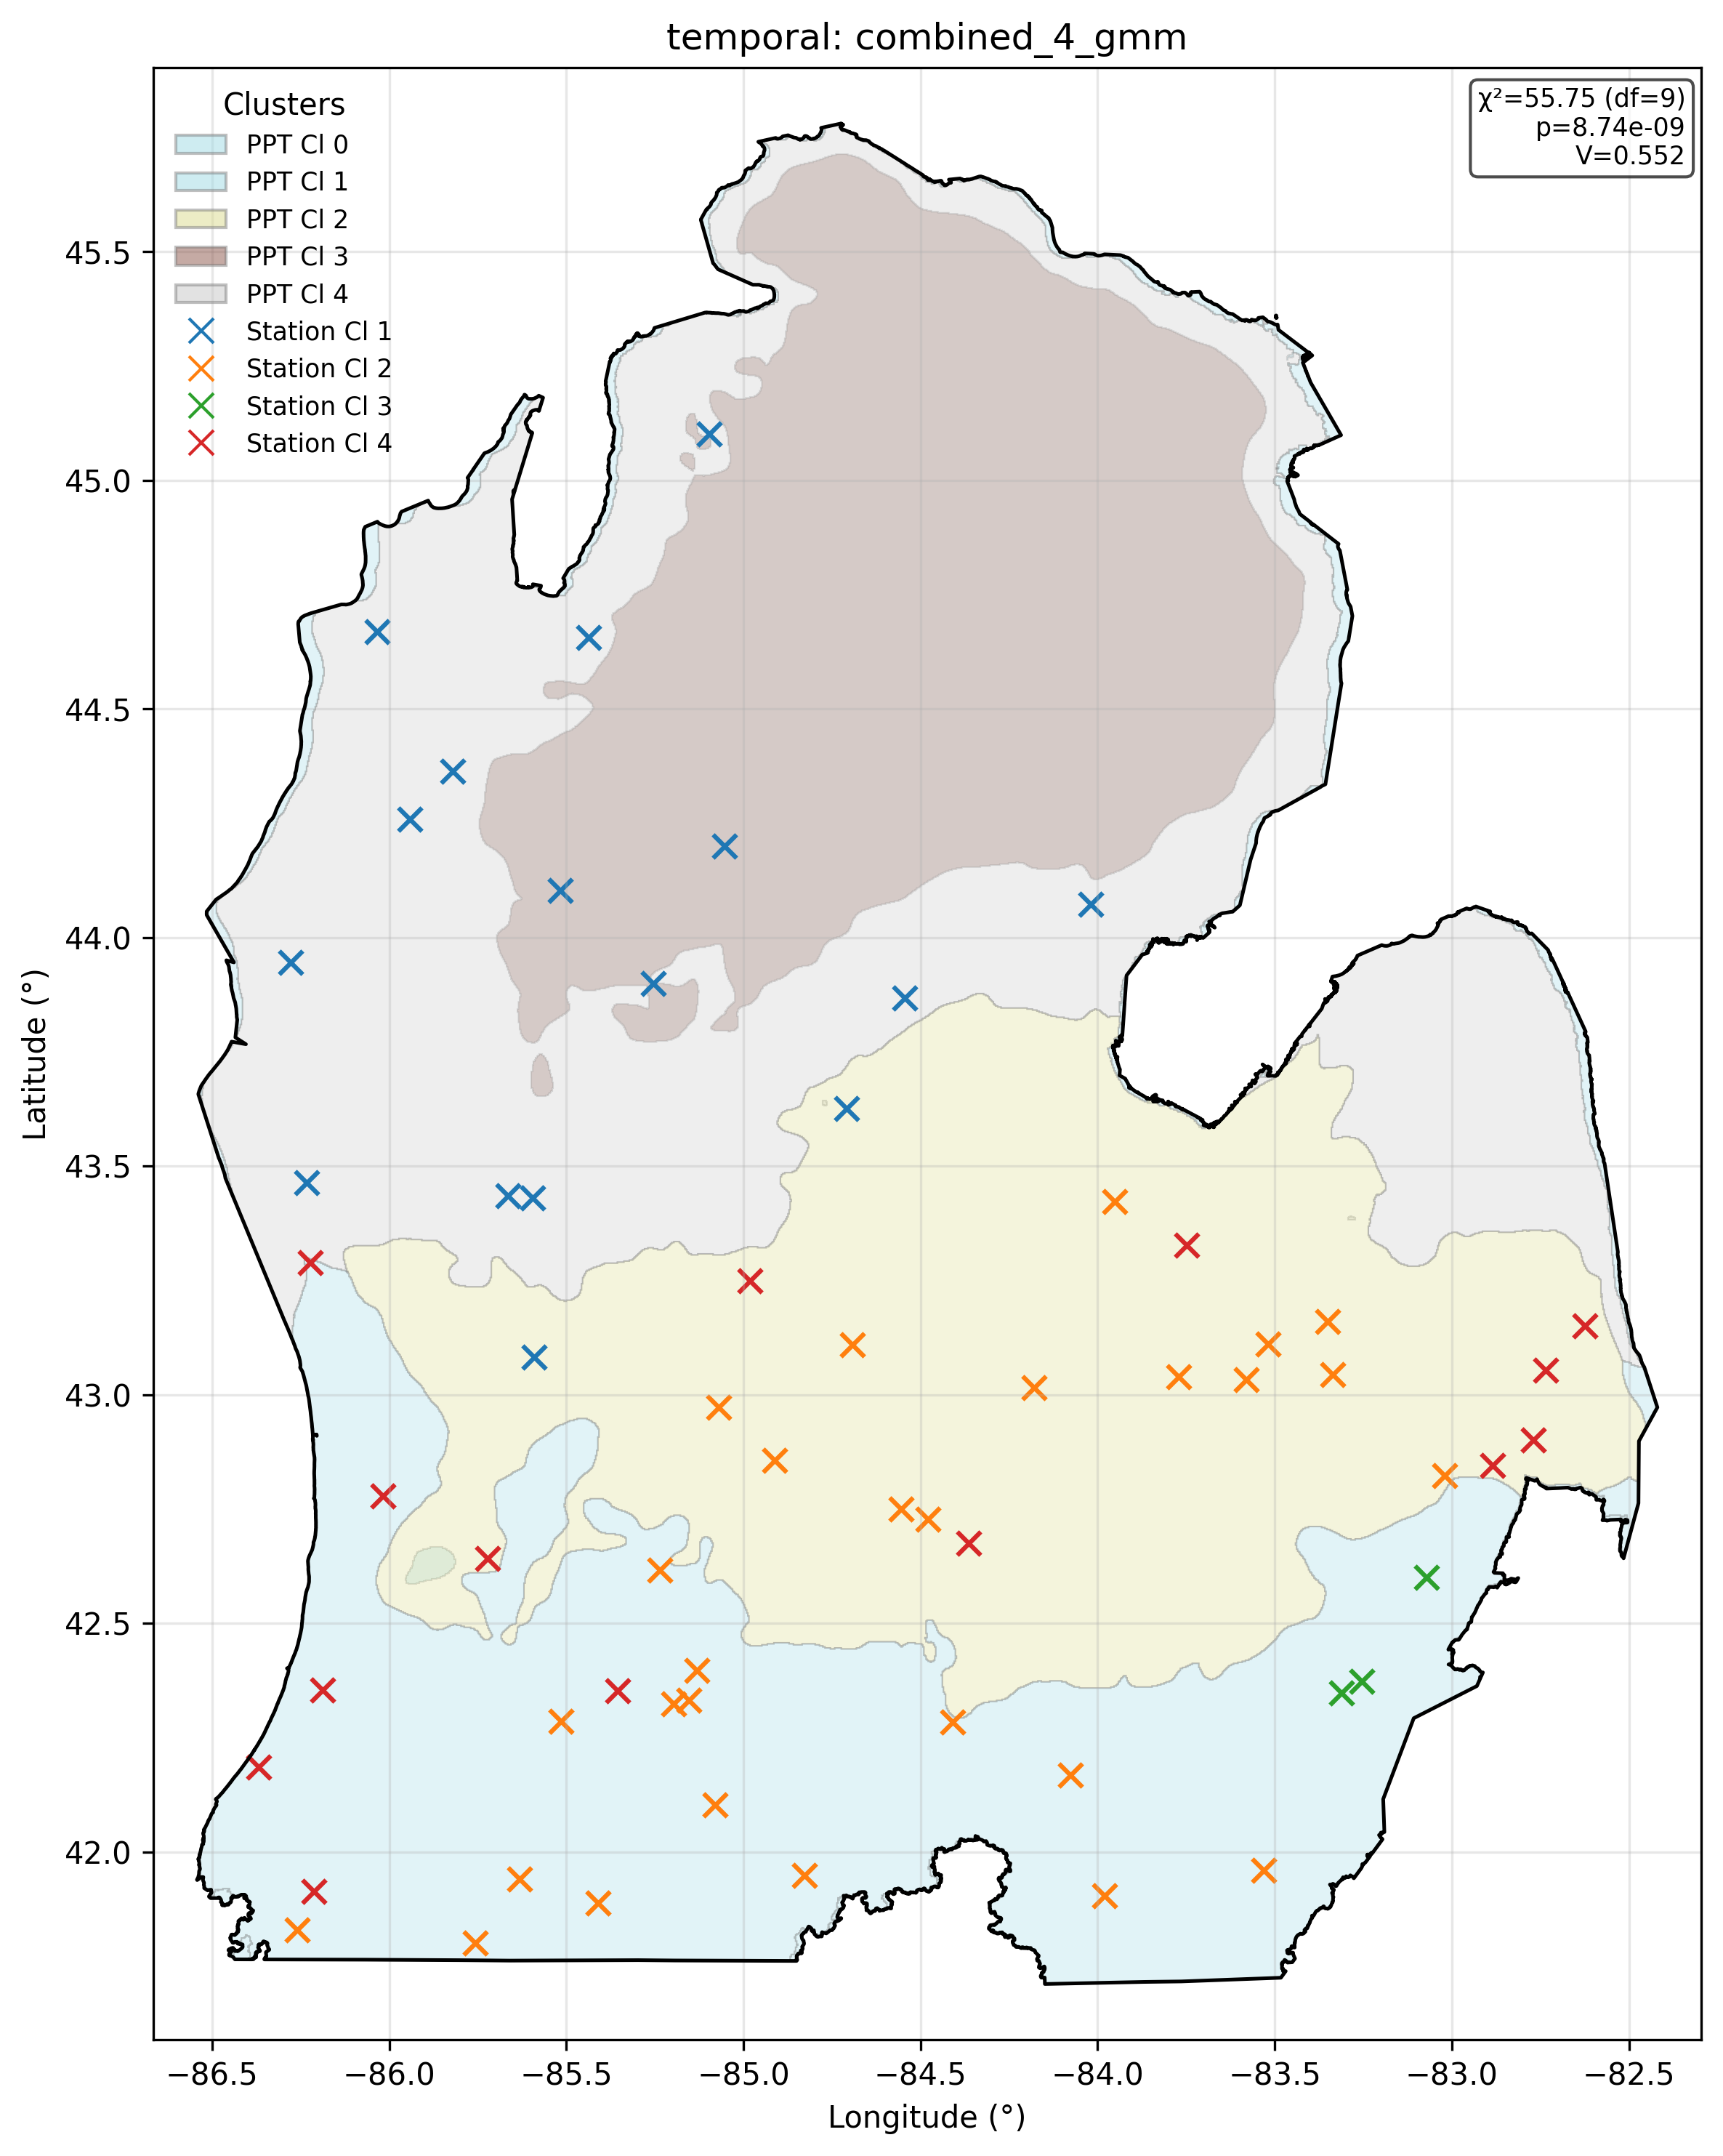 temporal: combined_4_gmm
Clusters
PPT Cl 0
PPT Cl 1
PPT Cl 2
PPT Cl 3
PPT Cl 4
Station Cl 1
Station Cl 2
Station Cl 3
Station Cl 4
χ²=55.75 (df=9)
p=8.74e-09
V=0.552
45.5
45.0
44.5
44.0
43.5
43.0
42.5
42.0
Latitude (°)
−86.5 −86.0 −85.5 −85.0 −84.5 −84.0 −83.5 −83.0 −82.5
Longitude (°)